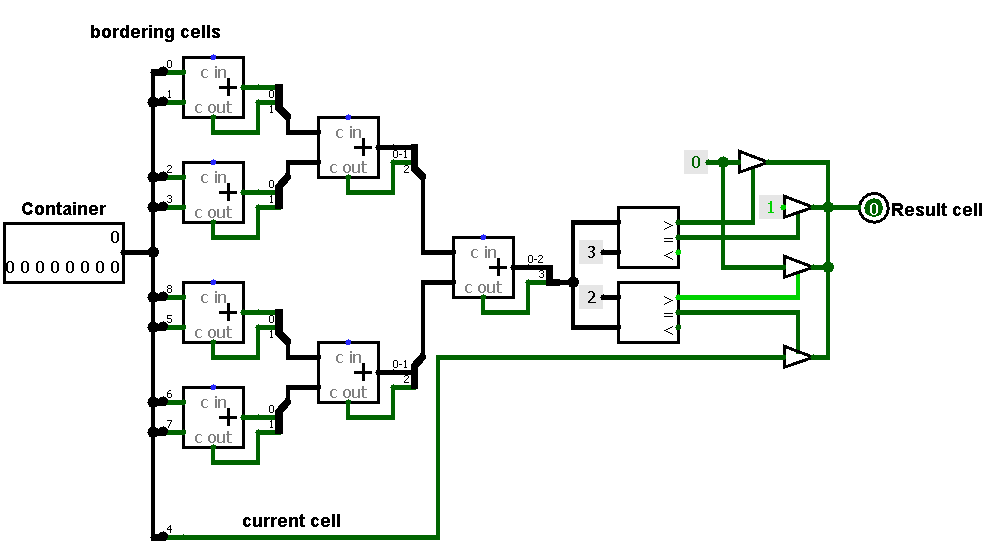 bordering cells
0
c in
0
1
c out
1
c in
0-1
c out
2
2
c in
0
3
c out
1
0
1
Result cell
0
Container
0
0 0 0 0 0 0 0 0
>
=
<
3
c in
0-2
c out
3
8
c in
0
5
c out
1
2
>
=
<
c in
0-1
c out
2
6
c in
0
7
c out
1
current cell
4